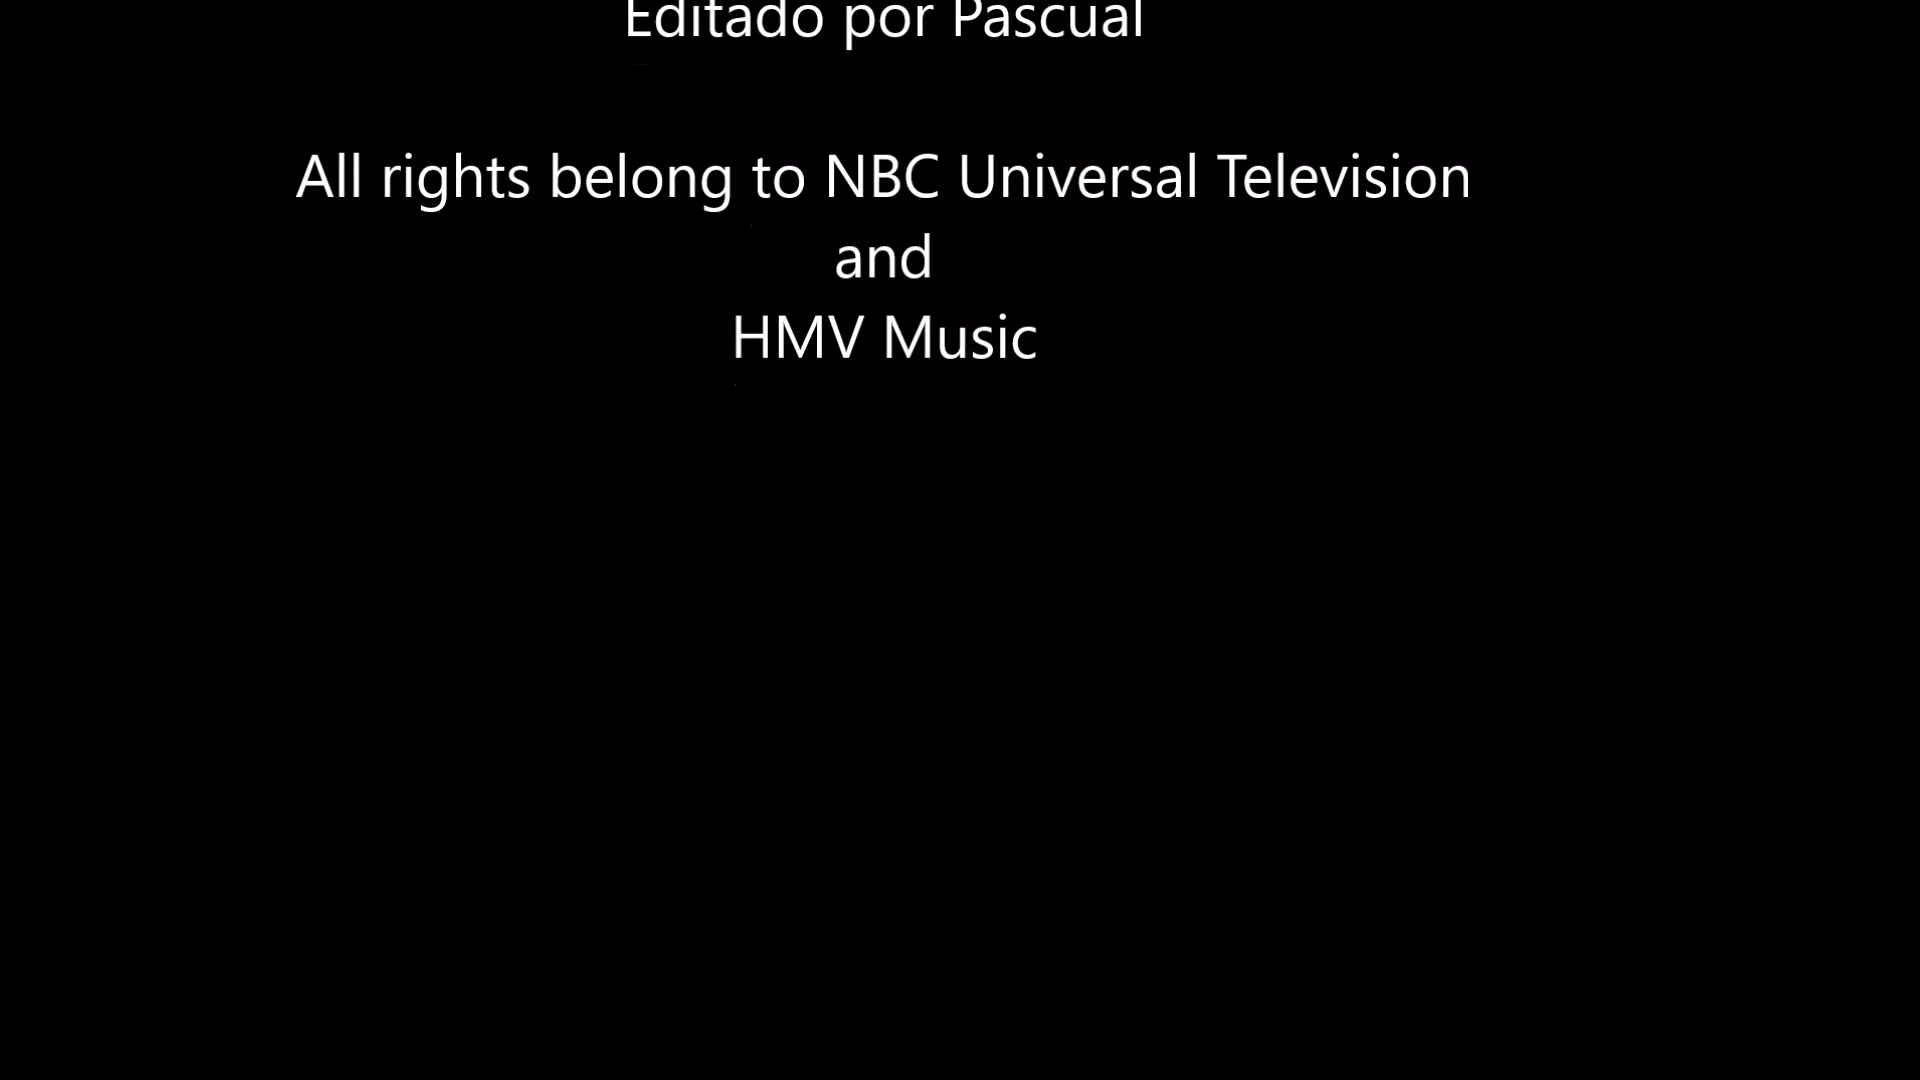 Editado por Pascual
All rights belong to NBC Universal Television
and
HMV Music